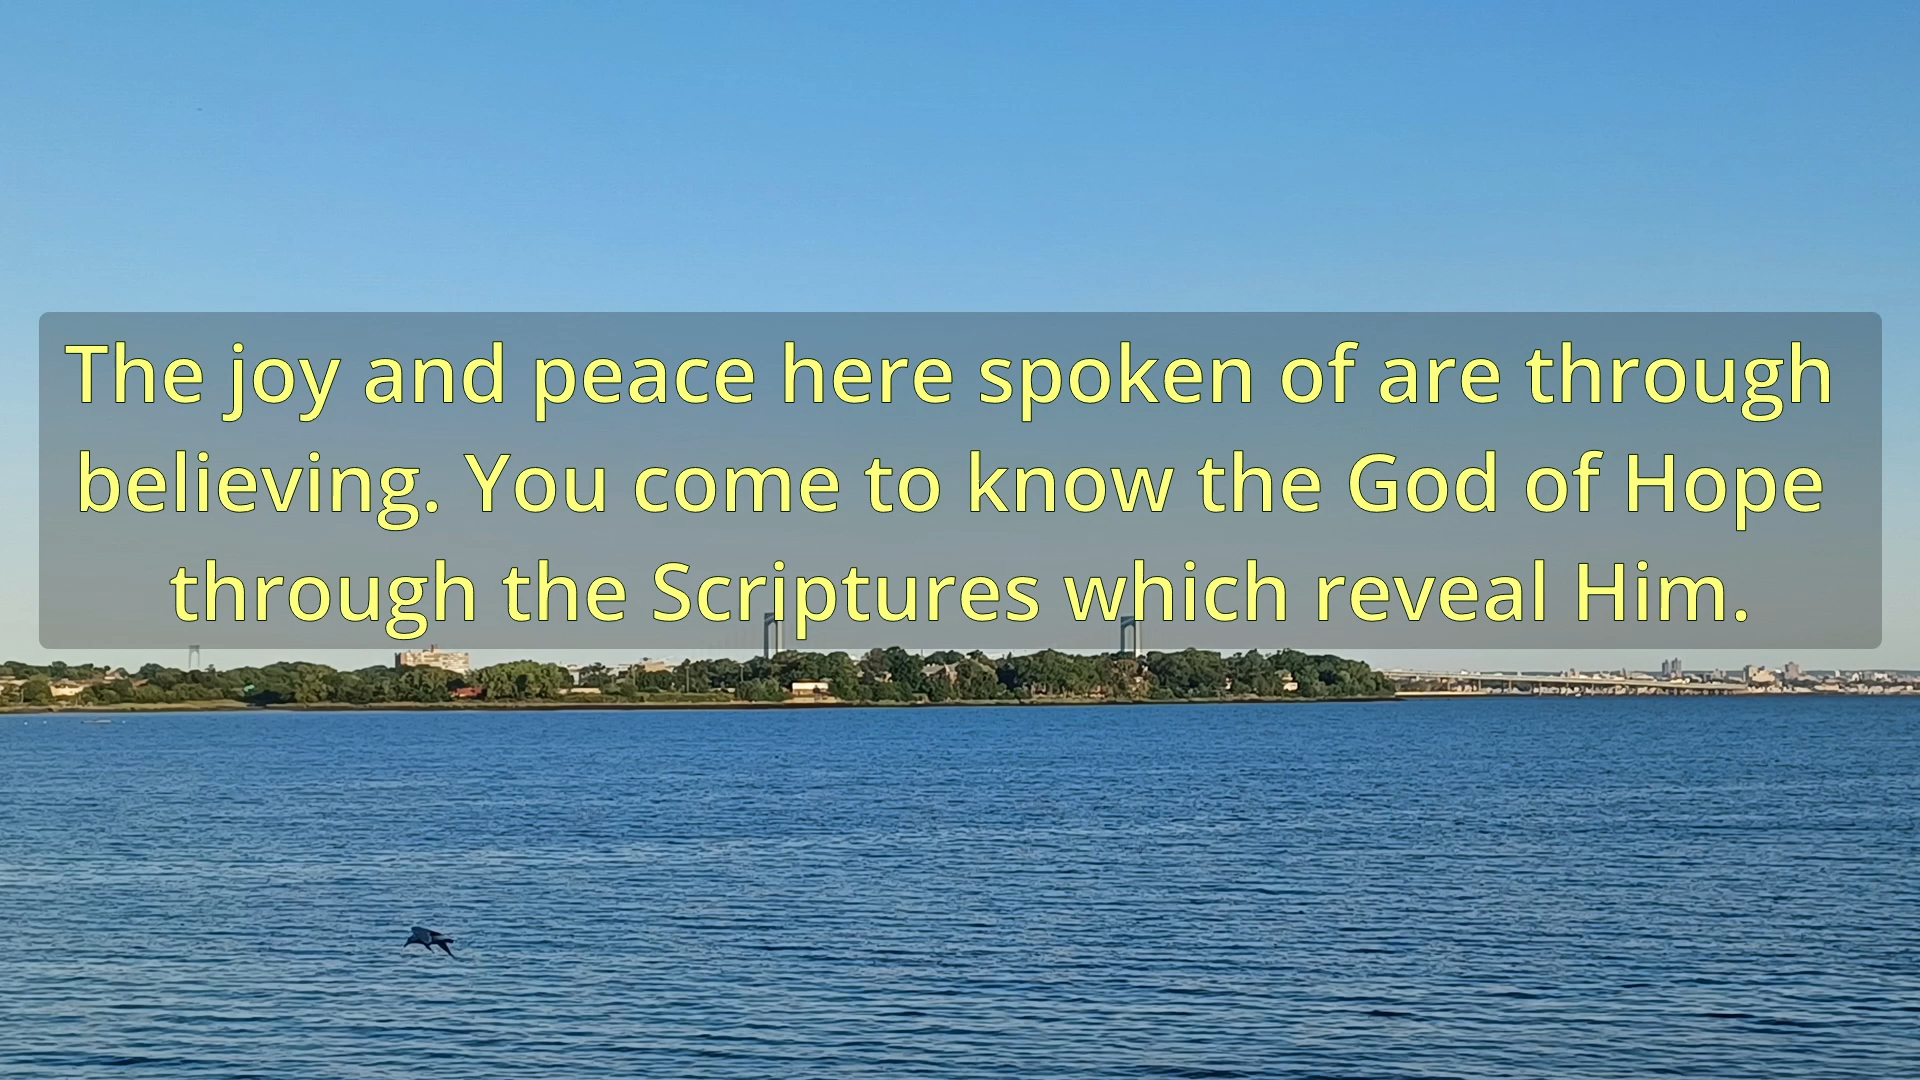 The joy and peace here spoken of are through
believing. You come to know the God of Hope
through the Scriptures which reveal Him.